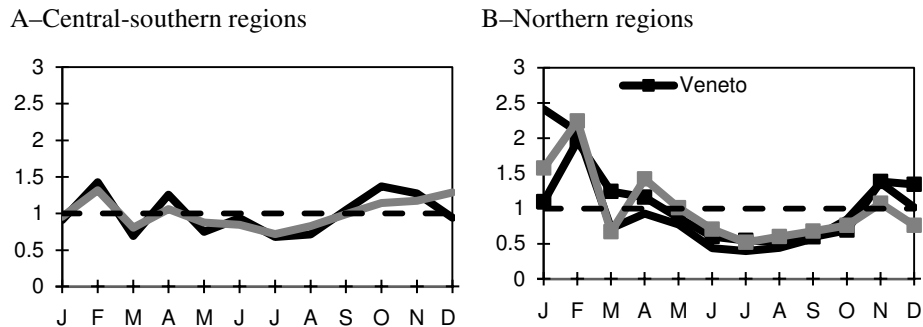 A–Central-southern regions
3
2.5
2
1.5
1
0.5
0
J F M A M J J A S O N D
B–Northern regions
3
2.5
2
1.5
1
0.5
0
Veneto
J F M A M J J A S O N D